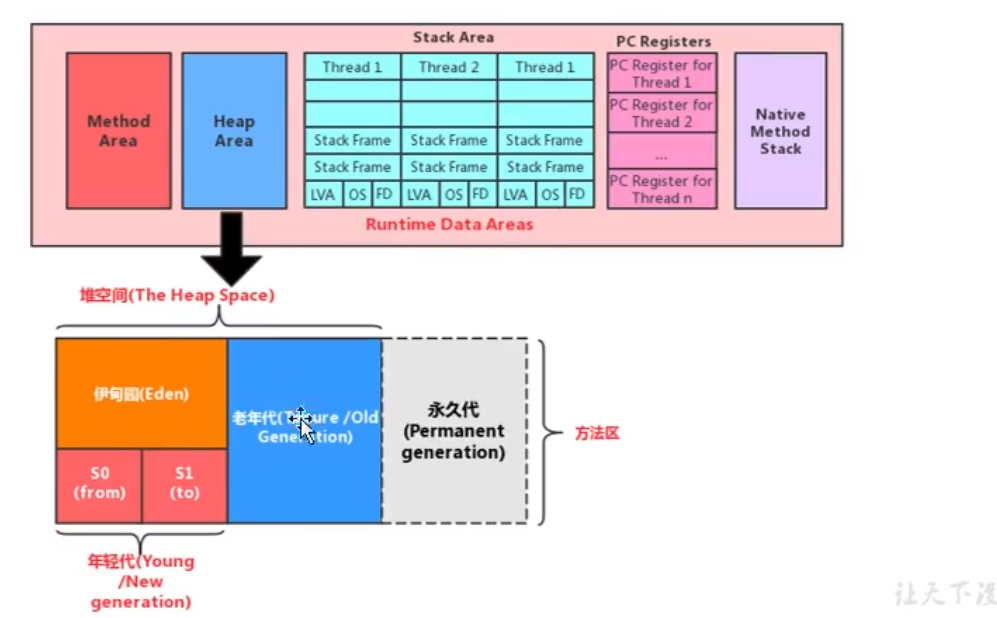 Stack Area
PC Registers
Method
Area
Heap
Area
Thread 1
Thread 2
Thread 1
Stack Frame
Stack Frame
Stack Frame
Stack Frame
Stack Frame
Stack Frame
LVA
OS
FD
LVA
OS
FD
LVA
OS
FD
PC Register for
Thread 1
PC Register for
Thread 2
...
PC Register for
Thread n
Native
Method
Stack
Runtime Data Areas
堆空间(The Heap Space)
伊甸园(Eden)
S0
(from)
S1
(to)
老年代(Tenure /Old
Generation)
永久代
(Permanent
generation)
方法区
年轻代(Young
/New
generation)
让天下没